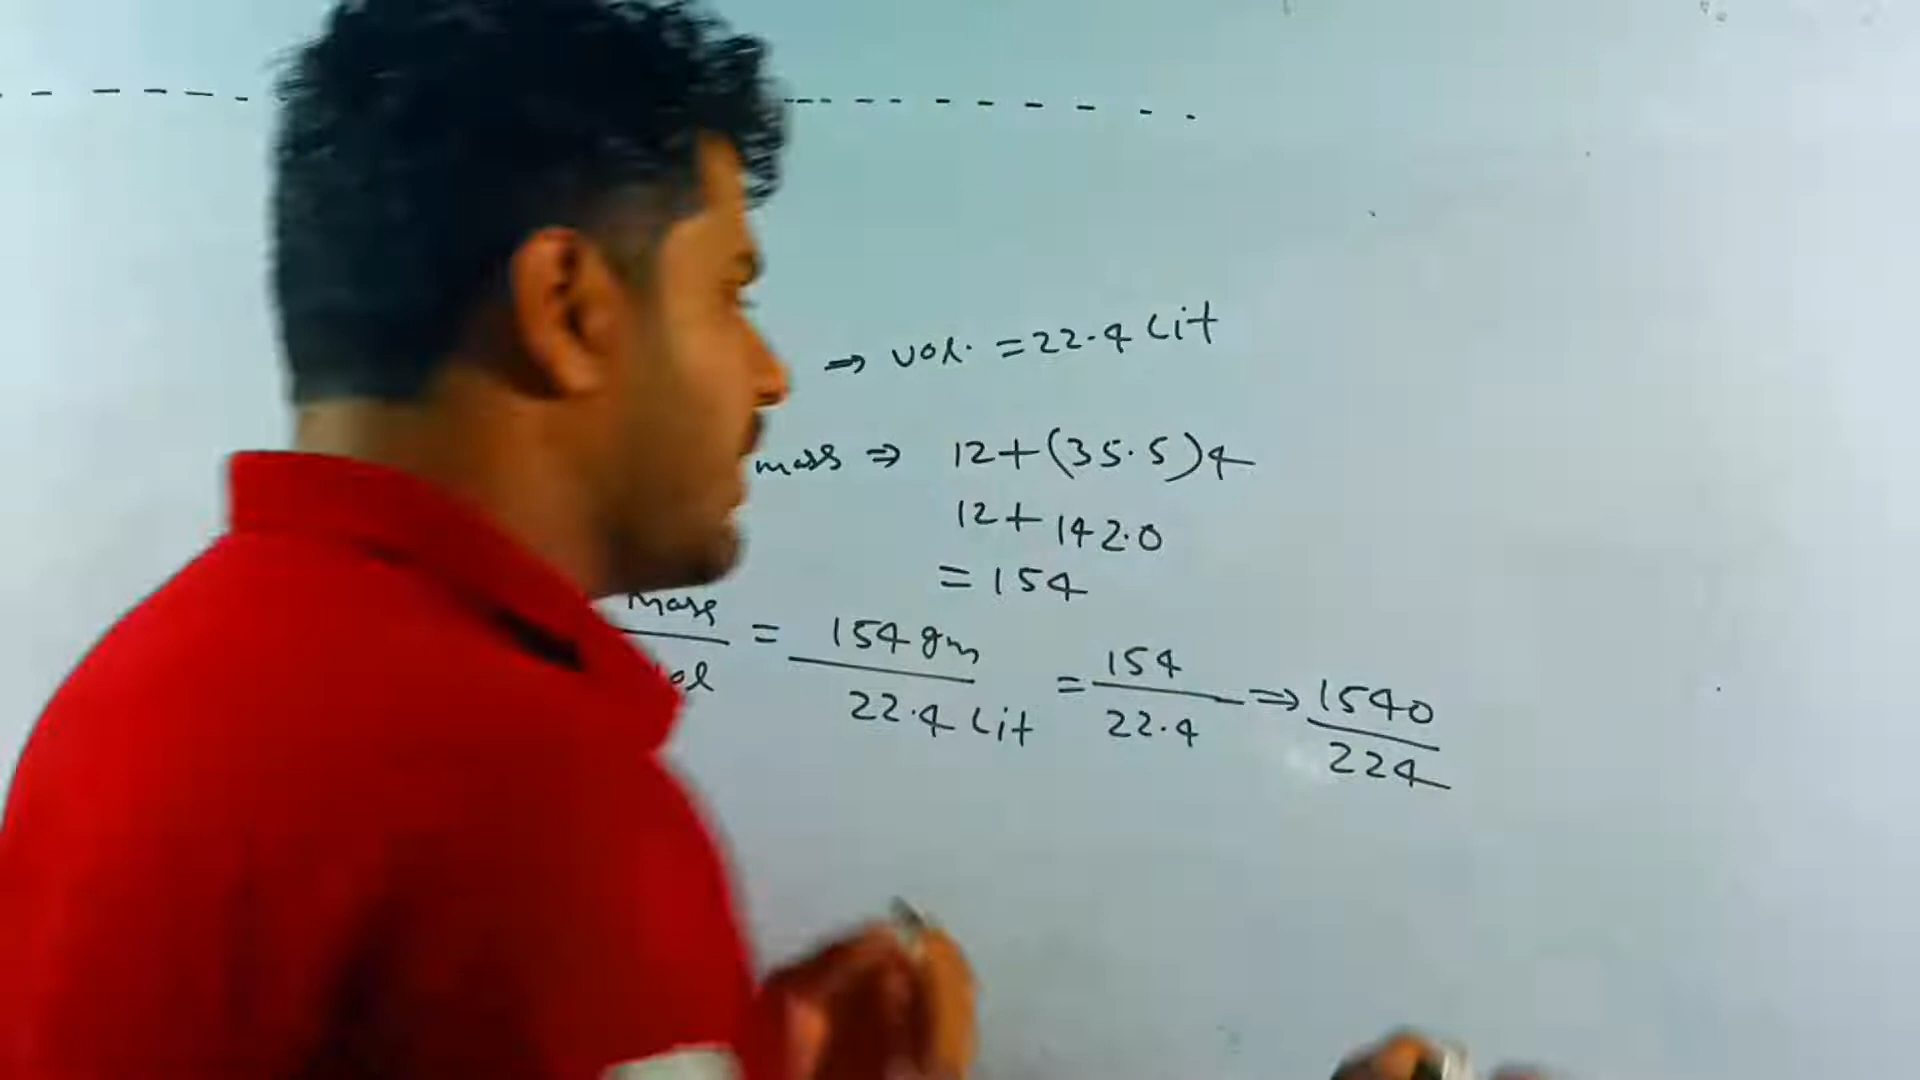 ⇒ vol. = 22.4 Lit
mass ⇒ 12+(35.5)4
12+142.0
= 154
mass = 154 gm = 154 ⇒ 1540
22.4 Lit 22.4 224